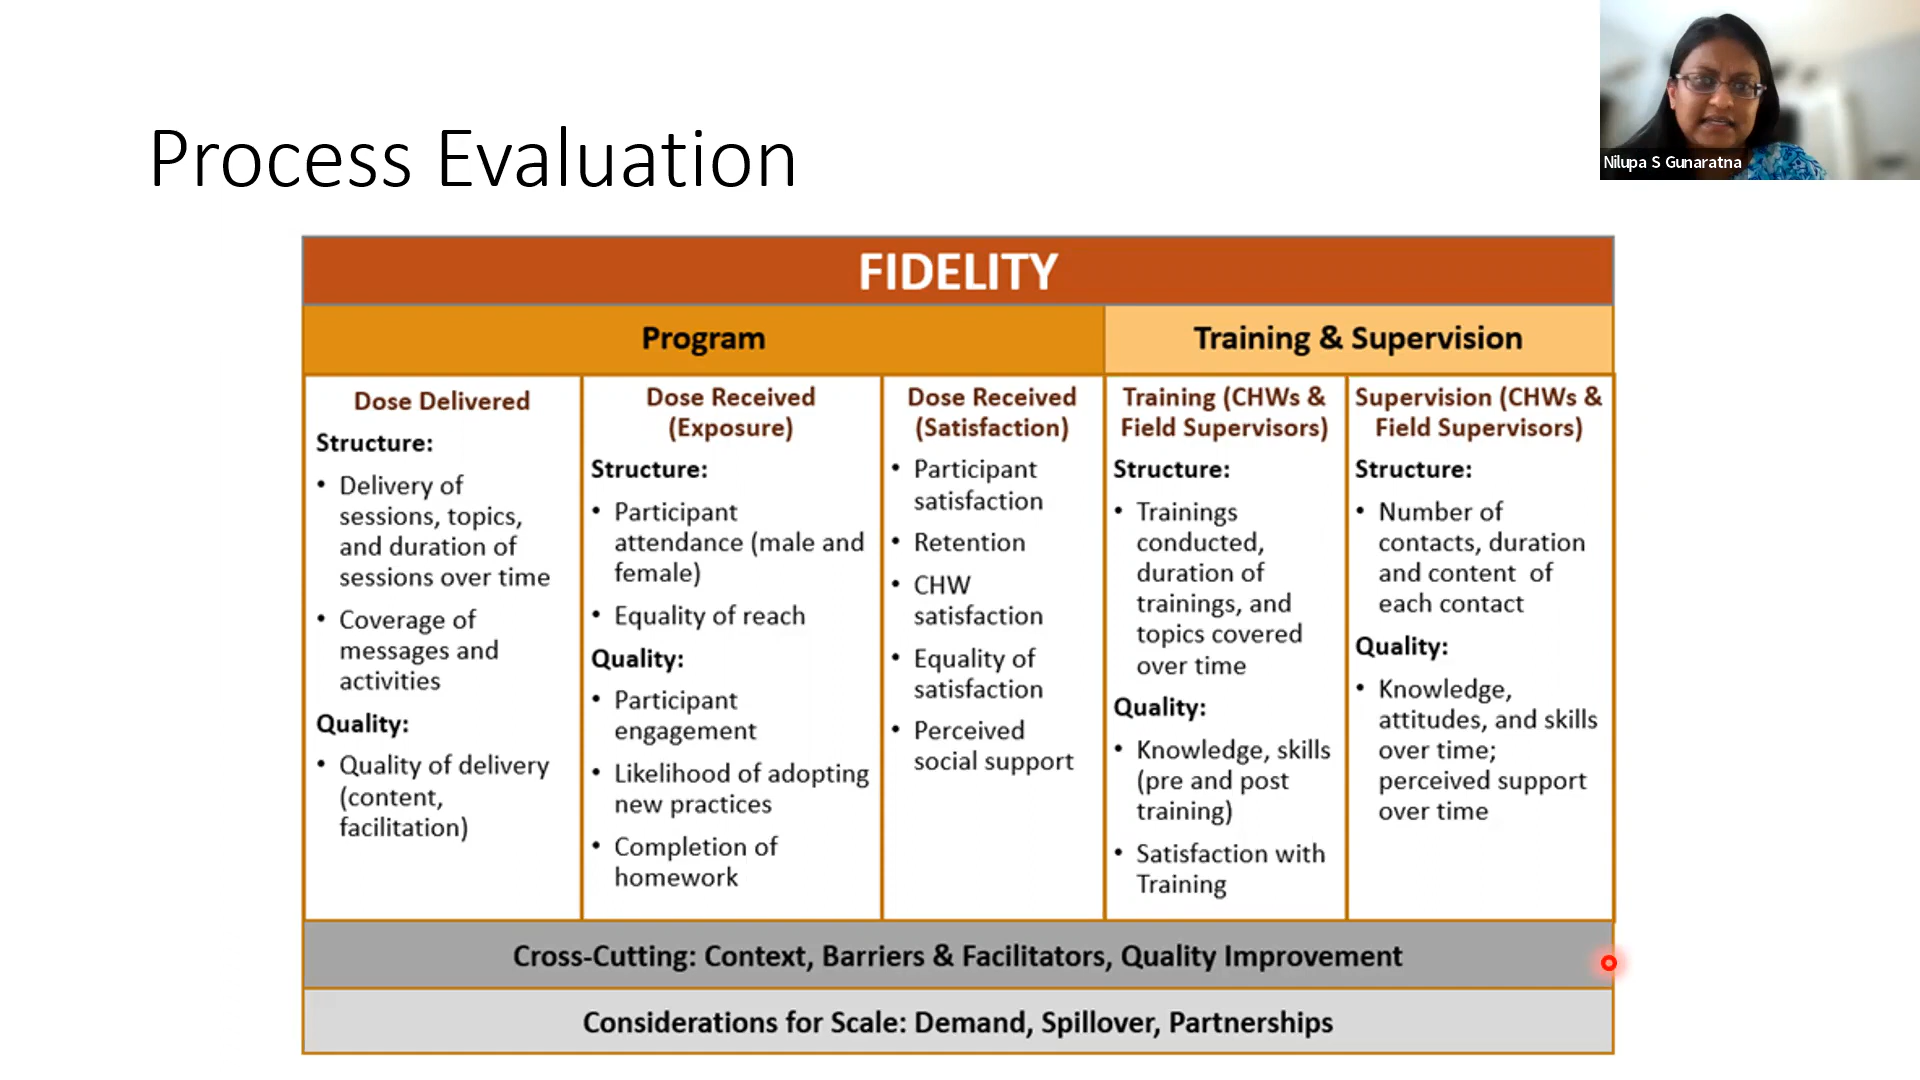 Nilupa S Gunaratna
Process Evaluation
FIDELITY
Program
Training & Supervision
Dose Delivered
Structure:
• Delivery of
sessions, topics,
and duration of
sessions over time
• Coverage of
messages and
activities
Quality:
• Quality of delivery
(content,
facilitation)
Dose Received
(Exposure)
Structure:
• Participant
attendance (male and
female)
• Equality of reach
Quality:
• Participant
engagement
• Likelihood of adopting
new practices
• Completion of
homework
Dose Received
(Satisfaction)
• Participant
satisfaction
• Retention
• CHW
satisfaction
• Equality of
satisfaction
• Perceived
social support
Training (CHWs &
Field Supervisors)
Structure:
• Trainings
conducted,
duration of
trainings, and
topics covered
over time
Quality:
• Knowledge, skills
(pre and post
training)
• Satisfaction with
Training
Supervision (CHWs &
Field Supervisors)
Structure:
• Number of
contacts, duration
and content of
each contact
Quality:
• Knowledge,
attitudes, and skills
over time;
perceived support
over time
Cross-Cutting: Context, Barriers & Facilitators, Quality Improvement
Considerations for Scale: Demand, Spillover, Partnerships